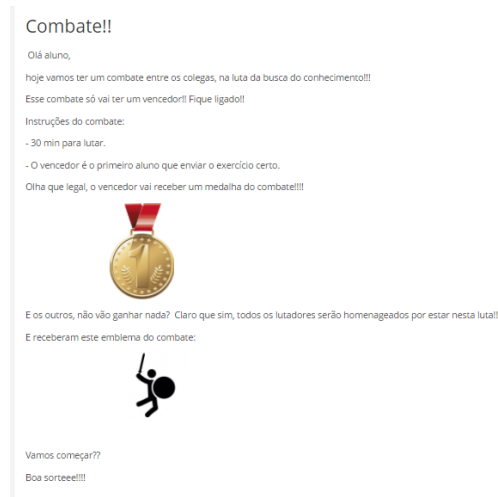 Combate!!
Olá aluno,
hoje vamos ter um combate entre os colegas, na luta da busca do conhecimento!!!
Esse combate só vai ter um vencedor!! Fique ligado!!
Instruções do combate:
- 30 min para lutar.
- O vencedor é o primeiro aluno que enviar o exercício certo.
Olha que legal, o vencedor vai receber um medalha do combate!!!!
1
E os outros, não vão ganhar nada? Claro que sim, todos os lutadores serão homenageados por estar nesta luta!!
E receberam este emblema do combate:
Vamos começar??
Boa sorteee!!!!